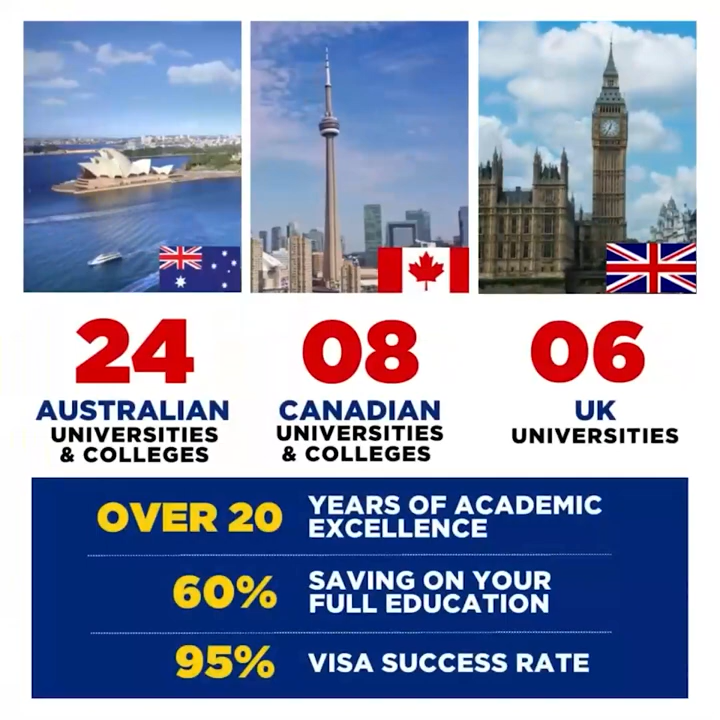 24
AUSTRALIAN
UNIVERSITIES
& COLLEGES
08
CANADIAN
UNIVERSITIES
& COLLEGES
06
UK
UNIVERSITIES
OVER 20
YEARS OF ACADEMIC
EXCELLENCE
60%
SAVING ON YOUR
FULL EDUCATION
95%
VISA SUCCESS RATE